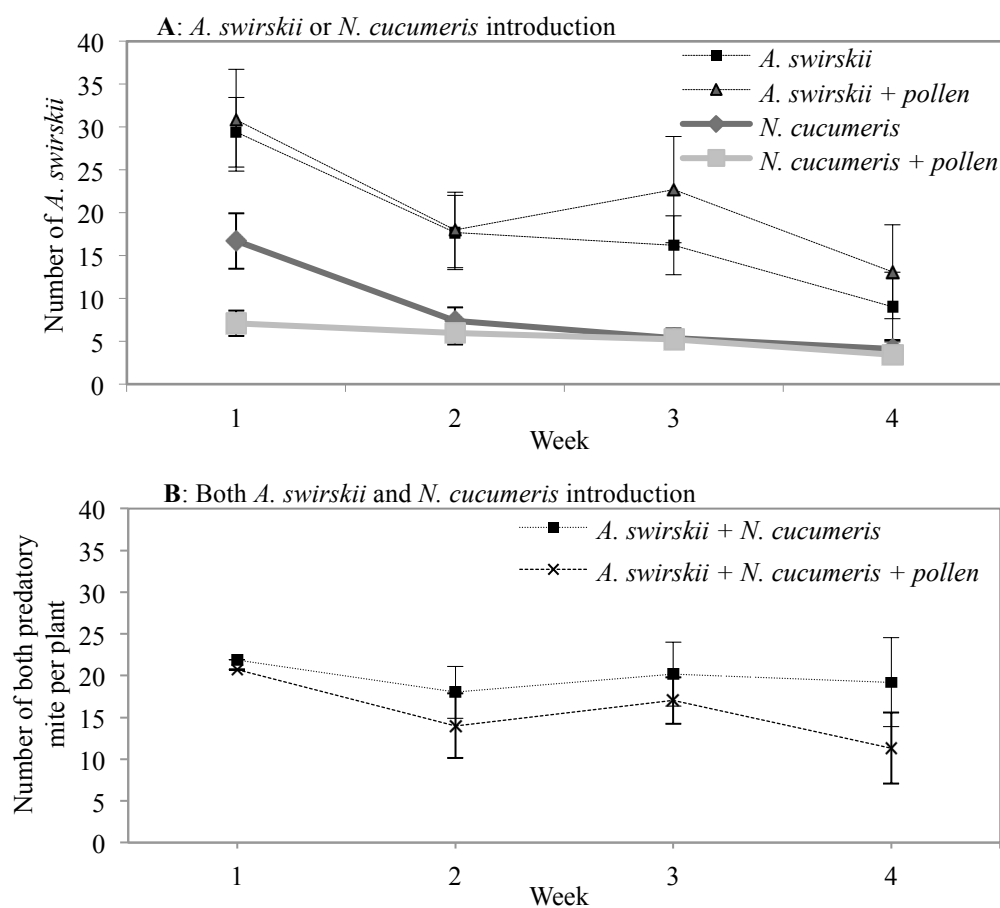 A: A. swirskii or N. cucumeris introduction
40
35
30
25
20
15
10
5
0
Number of A. swirskii
A. swirskii
A. swirskii + pollen
N. cucumeris
N. cucumeris + pollen
1 2 3 4
Week
B: Both A. swirskii and N. cucumeris introduction
40
35
30
25
20
15
10
5
0
Number of both predatory
mite per plant
A. swirskii + N. cucumeris
A. swirskii + N. cucumeris + pollen
1 2 3 4
Week